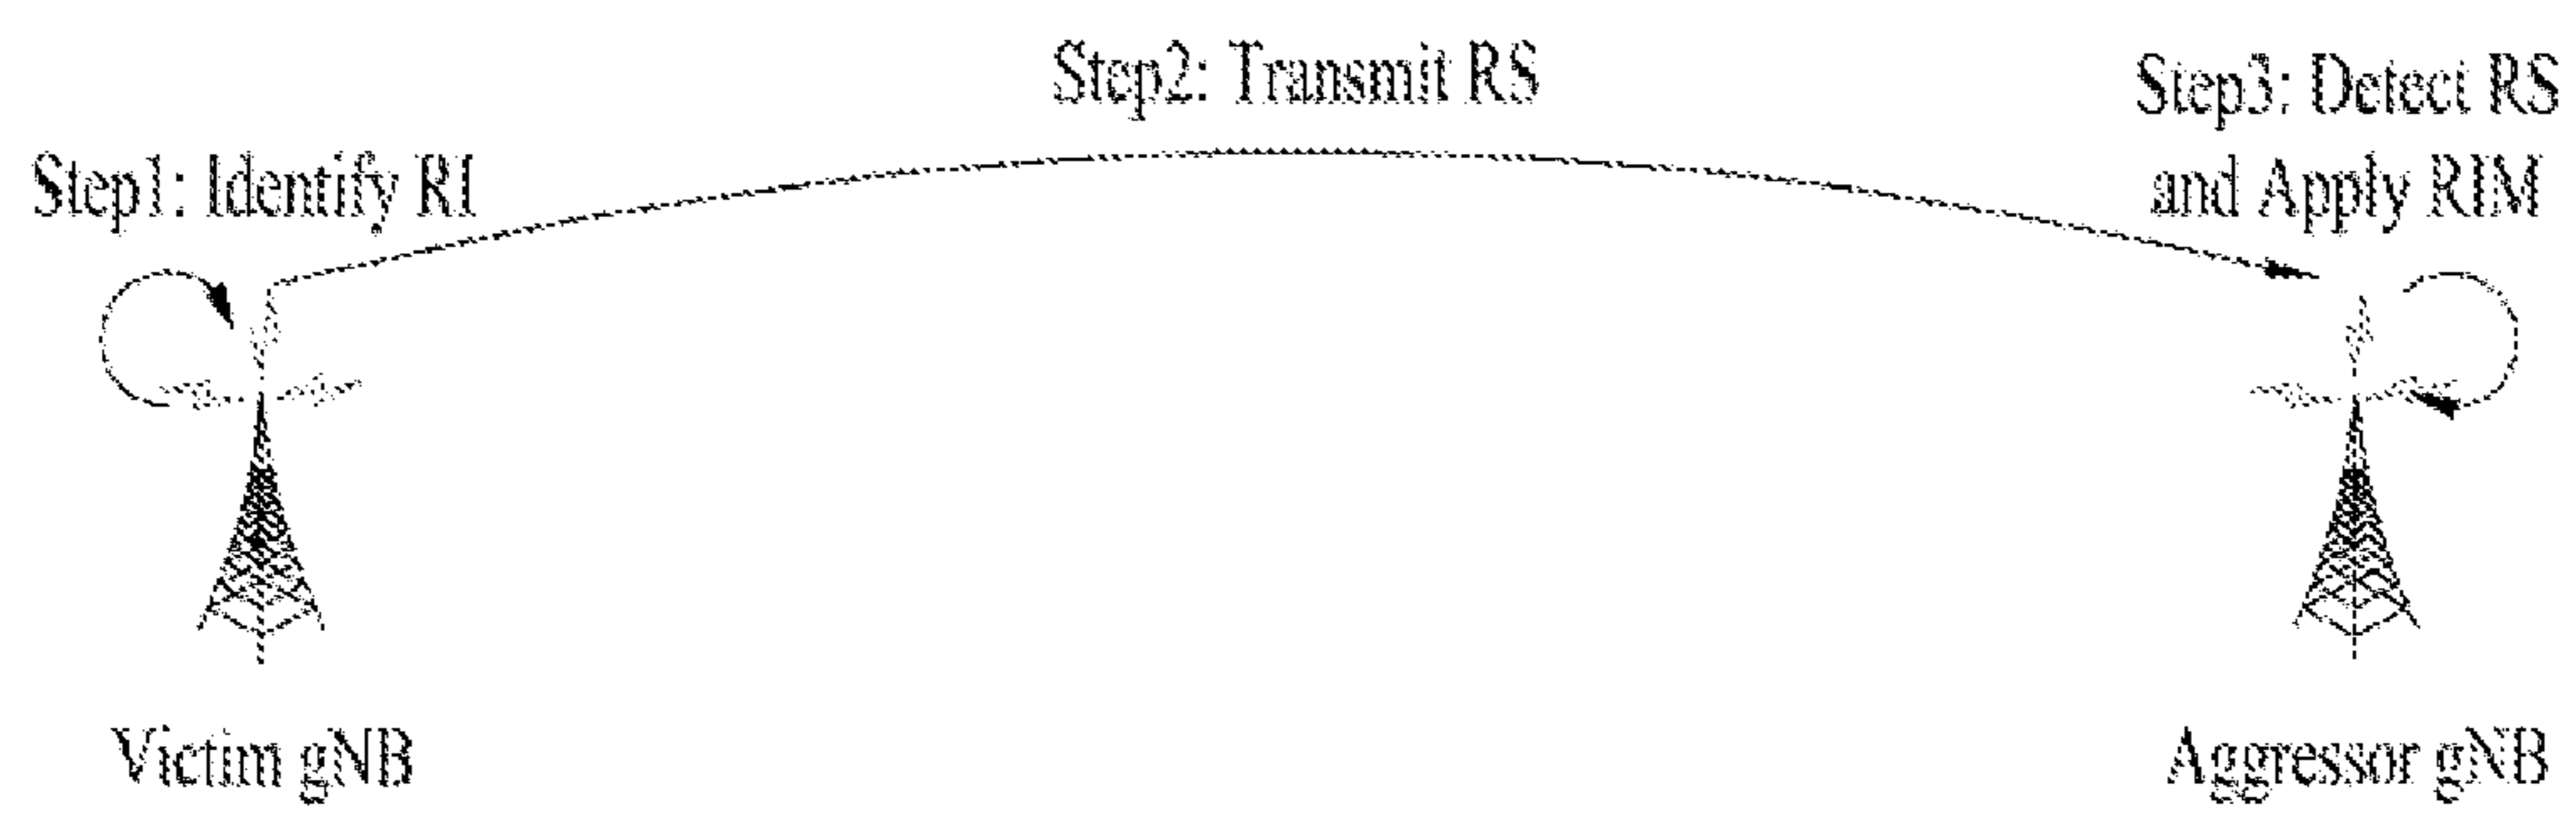 Step2: Transmit RS
Step3: Detect RS
and Apply RIM
Step1: Identify RI
Victim gNB
Aggressor gNB